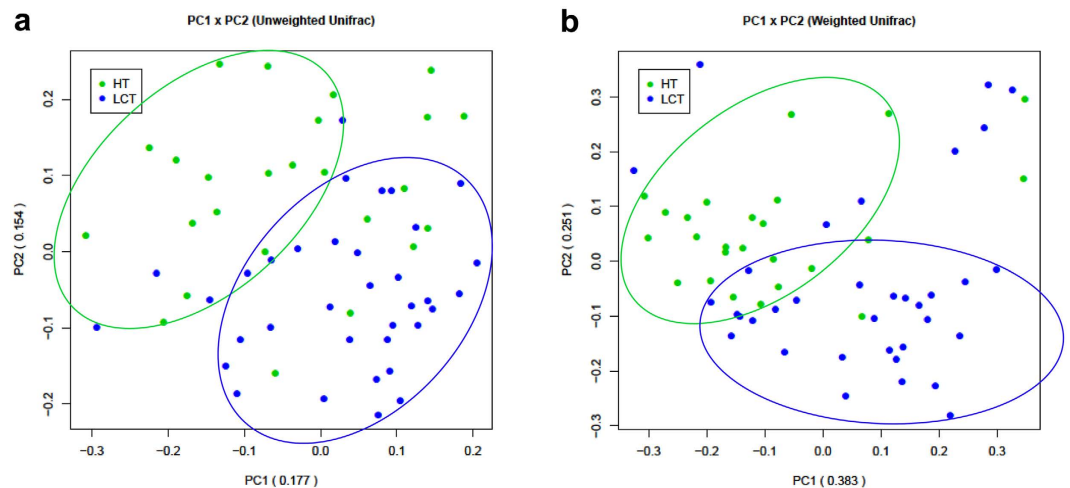 a
PC1 x PC2 (Unweighted Unifrac)
HT
LCT
0.2
0.1
0.0
−0.1
−0.2
PC2 ( 0.154 )
−0.3
−0.2
−0.1
0.0
0.1
0.2
PC1 ( 0.177 )
b
PC1 x PC2 (Weighted Unifrac)
HT
LCT
0.3
0.2
0.1
0.0
−0.1
−0.2
−0.3
PC2 ( 0.251 )
−0.3
−0.2
−0.1
0.0
0.1
0.2
0.3
PC1 ( 0.383 )